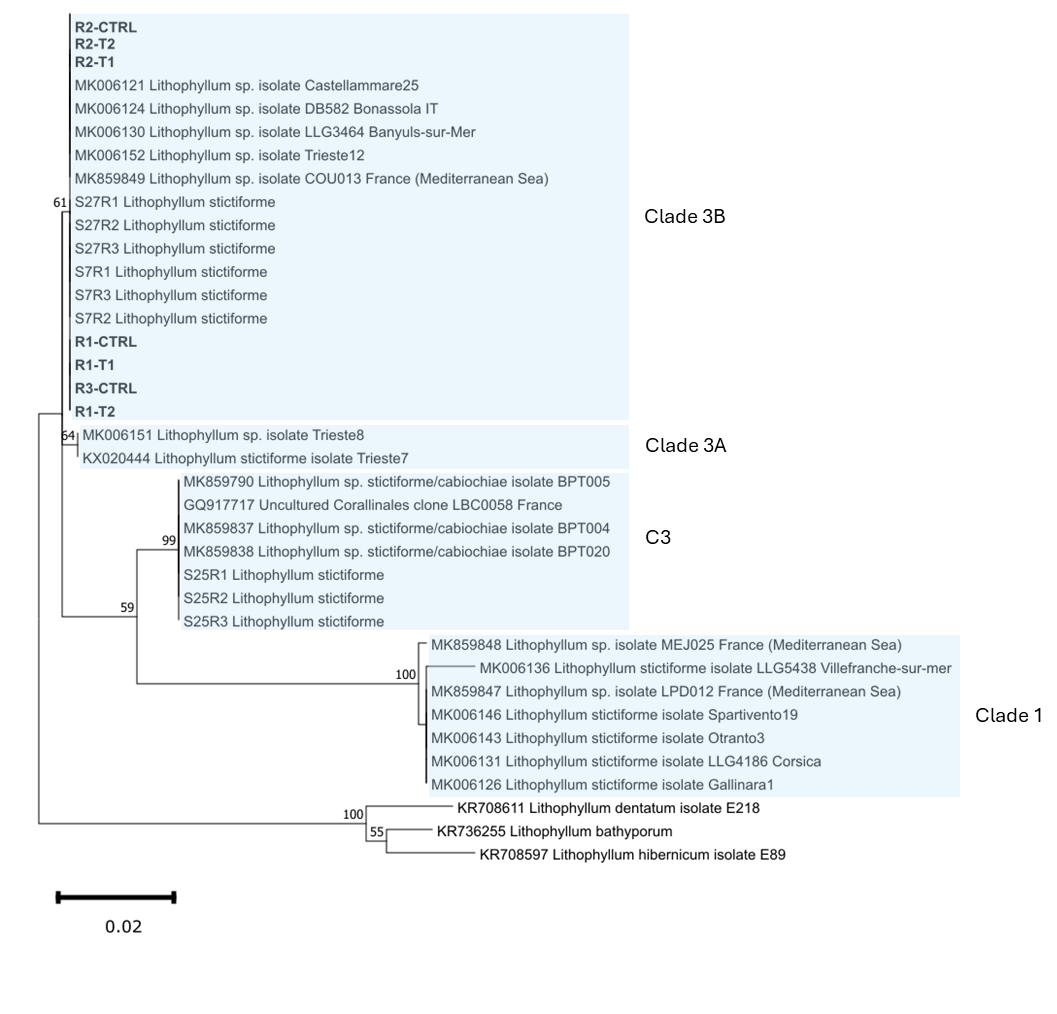 R2-CTRL
R2-T2
R2-T1
MK006121 Lithophyllum sp. isolate Castellammare25
MK006124 Lithophyllum sp. isolate DB582 Bonassola IT
MK006130 Lithophyllum sp. isolate LLG3464 Banyuls-sur-Mer
MK006152 Lithophyllum sp. isolate Trieste12
MK859849 Lithophyllum sp. isolate COU013 France (Mediterranean Sea)
61
S27R1 Lithophyllum stictiforme
Clade 3B
S27R2 Lithophyllum stictiforme
S27R3 Lithophyllum stictiforme
S7R1 Lithophyllum stictiforme
S7R3 Lithophyllum stictiforme
S7R2 Lithophyllum stictiforme
R1-CTRL
R1-T1
R3-CTRL
R1-T2
64
MK006151 Lithophyllum sp. isolate Trieste8
Clade 3A
KX020444 Lithophyllum stictiforme isolate Trieste7
MK859790 Lithophyllum sp. stictiforme/cabiochiae isolate BPT005
GQ917717 Uncultured Corallinales clone LBC0058 France
MK859837 Lithophyllum sp. stictiforme/cabiochiae isolate BPT004
C3
99
MK859838 Lithophyllum sp. stictiforme/cabiochiae isolate BPT020
S25R1 Lithophyllum stictiforme
S25R2 Lithophyllum stictiforme
59
S25R3 Lithophyllum stictiforme
MK859848 Lithophyllum sp. isolate MEJ025 France (Mediterranean Sea)
MK006136 Lithophyllum stictiforme isolate LLG5438 Villefranche-sur-mer
100
MK859847 Lithophyllum sp. isolate LPD012 France (Mediterranean Sea)
MK006146 Lithophyllum stictiforme isolate Spartivento19
Clade 1
MK006143 Lithophyllum stictiforme isolate Otranto3
MK006131 Lithophyllum stictiforme isolate LLG4186 Corsica
MK006126 Lithophyllum stictiforme isolate Gallinara1
KR708611 Lithophyllum dentatum isolate E218
100
55
KR736255 Lithophyllum bathyporum
KR708597 Lithophyllum hibernicum isolate E89
0.02